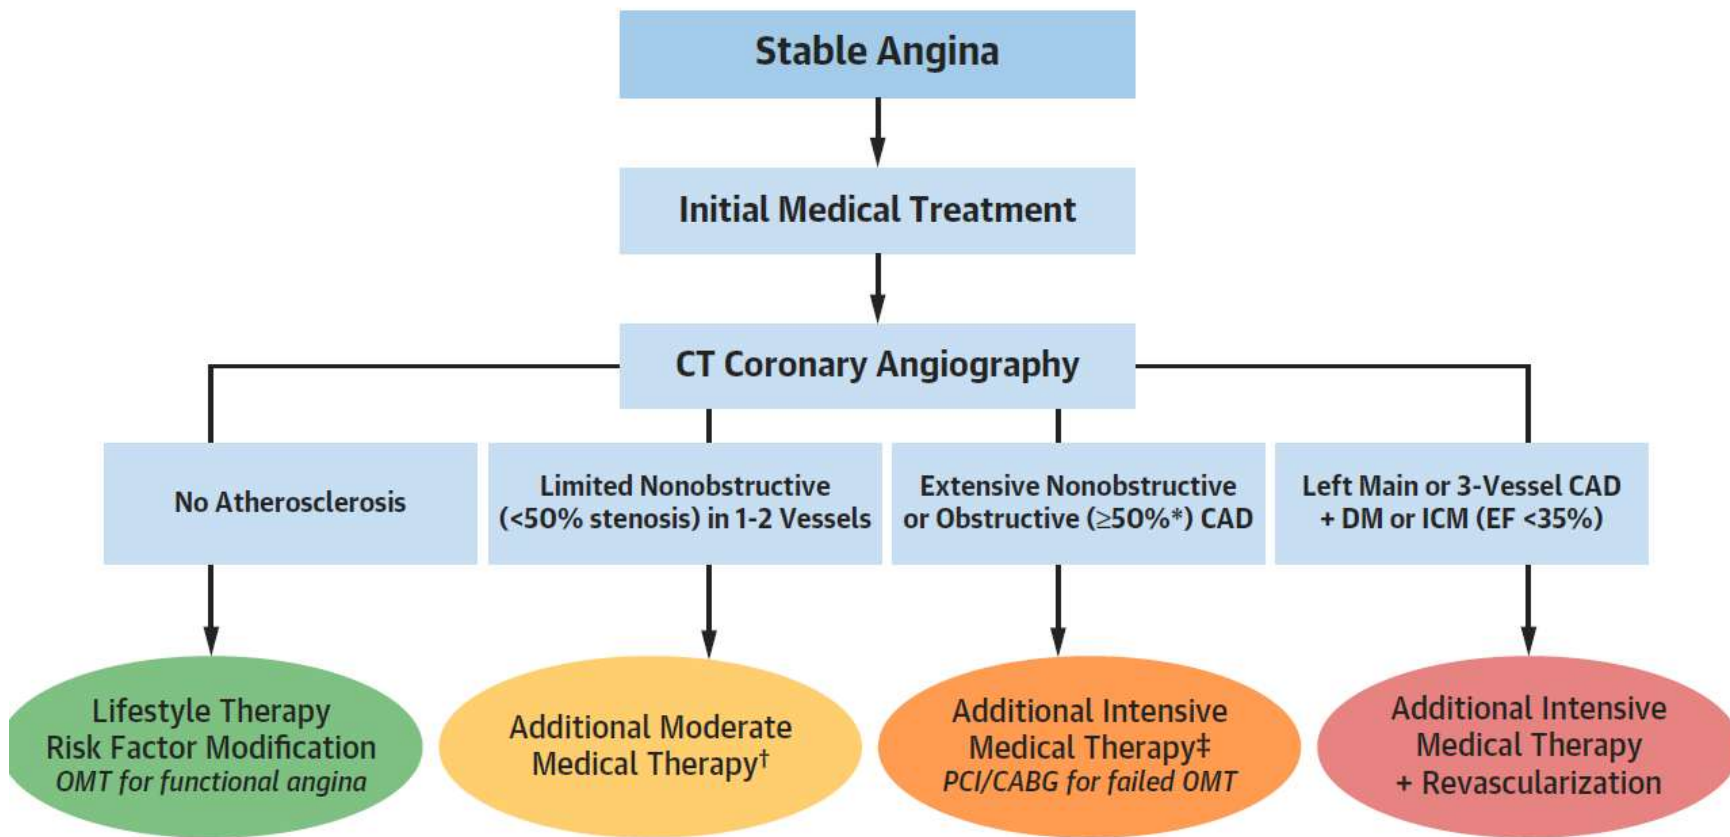 Stable Angina
Initial Medical Treatment
CT Coronary Angiography
No Atherosclerosis
Limited Nonobstructive
(<50% stenosis) in 1-2 Vessels
Extensive Nonobstructive
or Obstructive (≥50%*) CAD
Left Main or 3-Vessel CAD
+ DM or ICM (EF <35%)
Lifestyle Therapy
Risk Factor Modification
OMT for functional angina
Additional Moderate
Medical Therapy†
Additional Intensive
Medical Therapy‡
PCI/CABG for failed OMT
Additional Intensive
Medical Therapy
+ Revascularization